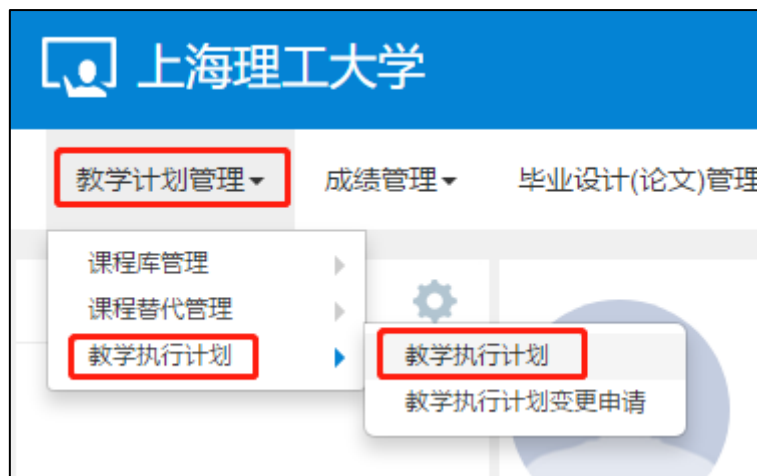 上海理工大学
教学计划管理 成绩管理 毕业设计(论文)管理
课程库管理
课程替代管理
教学执行计划 教学执行计划
教学执行计划变更申请